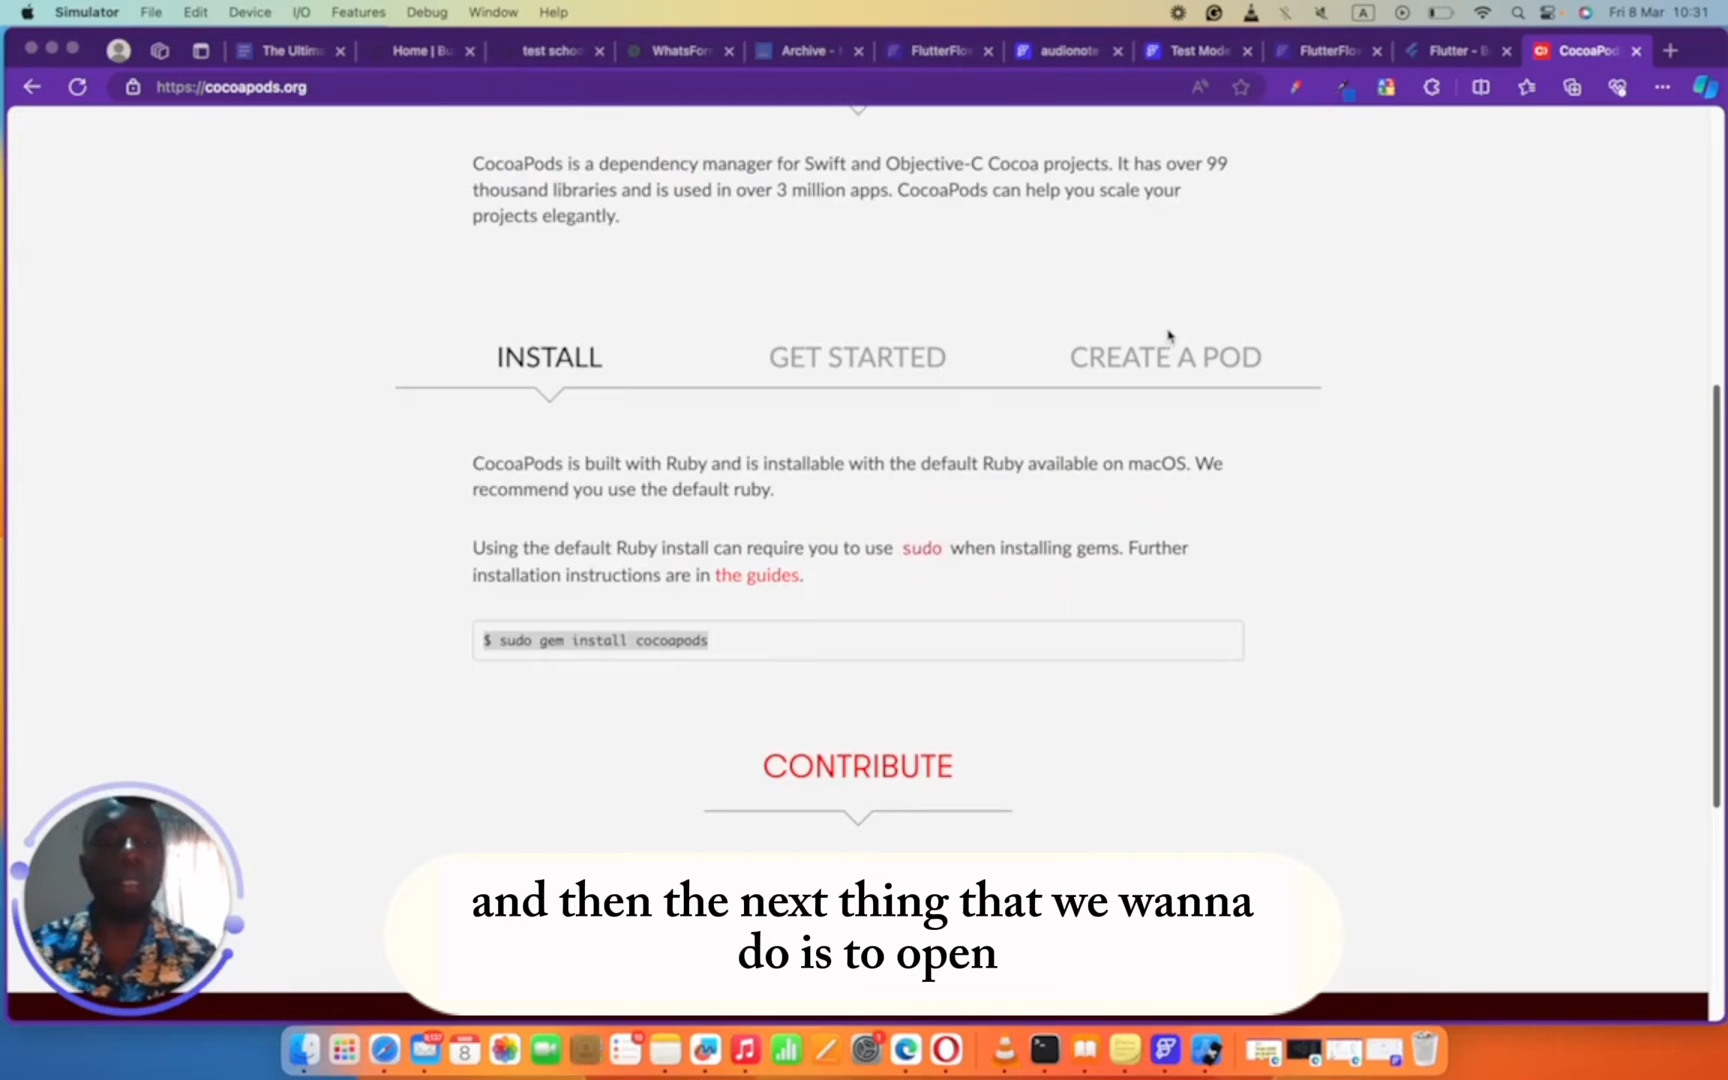 Simulator File Edit Device I/O Features Debug Window Help A Fri 8 Mar 10:31
The Ultim Home | Bu test schoo WhatsForm Archive - FlutterFlo audionote Test Mode FlutterFlo Flutter - B CocoaPod
https://cocoapods.org
CocoaPods is a dependency manager for Swift and Objective-C Cocoa projects. It has over 99
thousand libraries and is used in over 3 million apps. CocoaPods can help you scale your
projects elegantly.
INSTALL GET STARTED CREATE A POD
CocoaPods is built with Ruby and is installable with the default Ruby available on macOS. We
recommend you use the default ruby.
Using the default Ruby install can require you to use sudo when installing gems. Further
installation instructions are in the guides.
$ sudo gem install cocoapods
CONTRIBUTE
and then the next thing that we wanna
do is to open
8